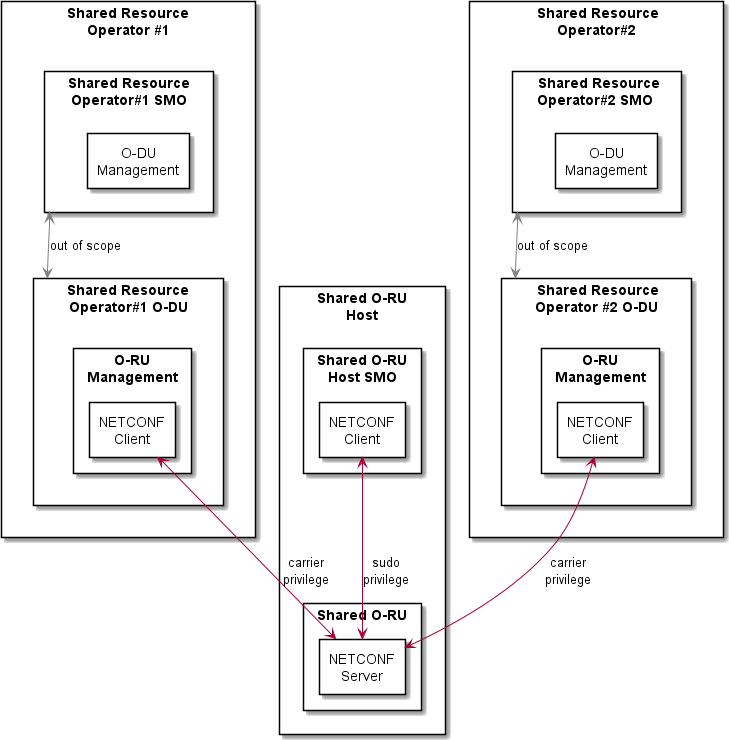 Shared Resource
Operator #1
Shared Resource
Operator#1 SMO
O-DU
Management
out of scope
Shared Resource
Operator#1 O-DU
O-RU
Management
NETCONF
Client
Shared O-RU
Host
Shared O-RU
Host SMO
NETCONF
Client
Shared Resource
Operator#2
Shared Resource
Operator#2 SMO
O-DU
Management
out of scope
Shared Resource
Operator #2 O-DU
O-RU
Management
NETCONF
Client
carrier
privilege
sudo
privilege
carrier
privilege
Shared O-RU
NETCONF
Server